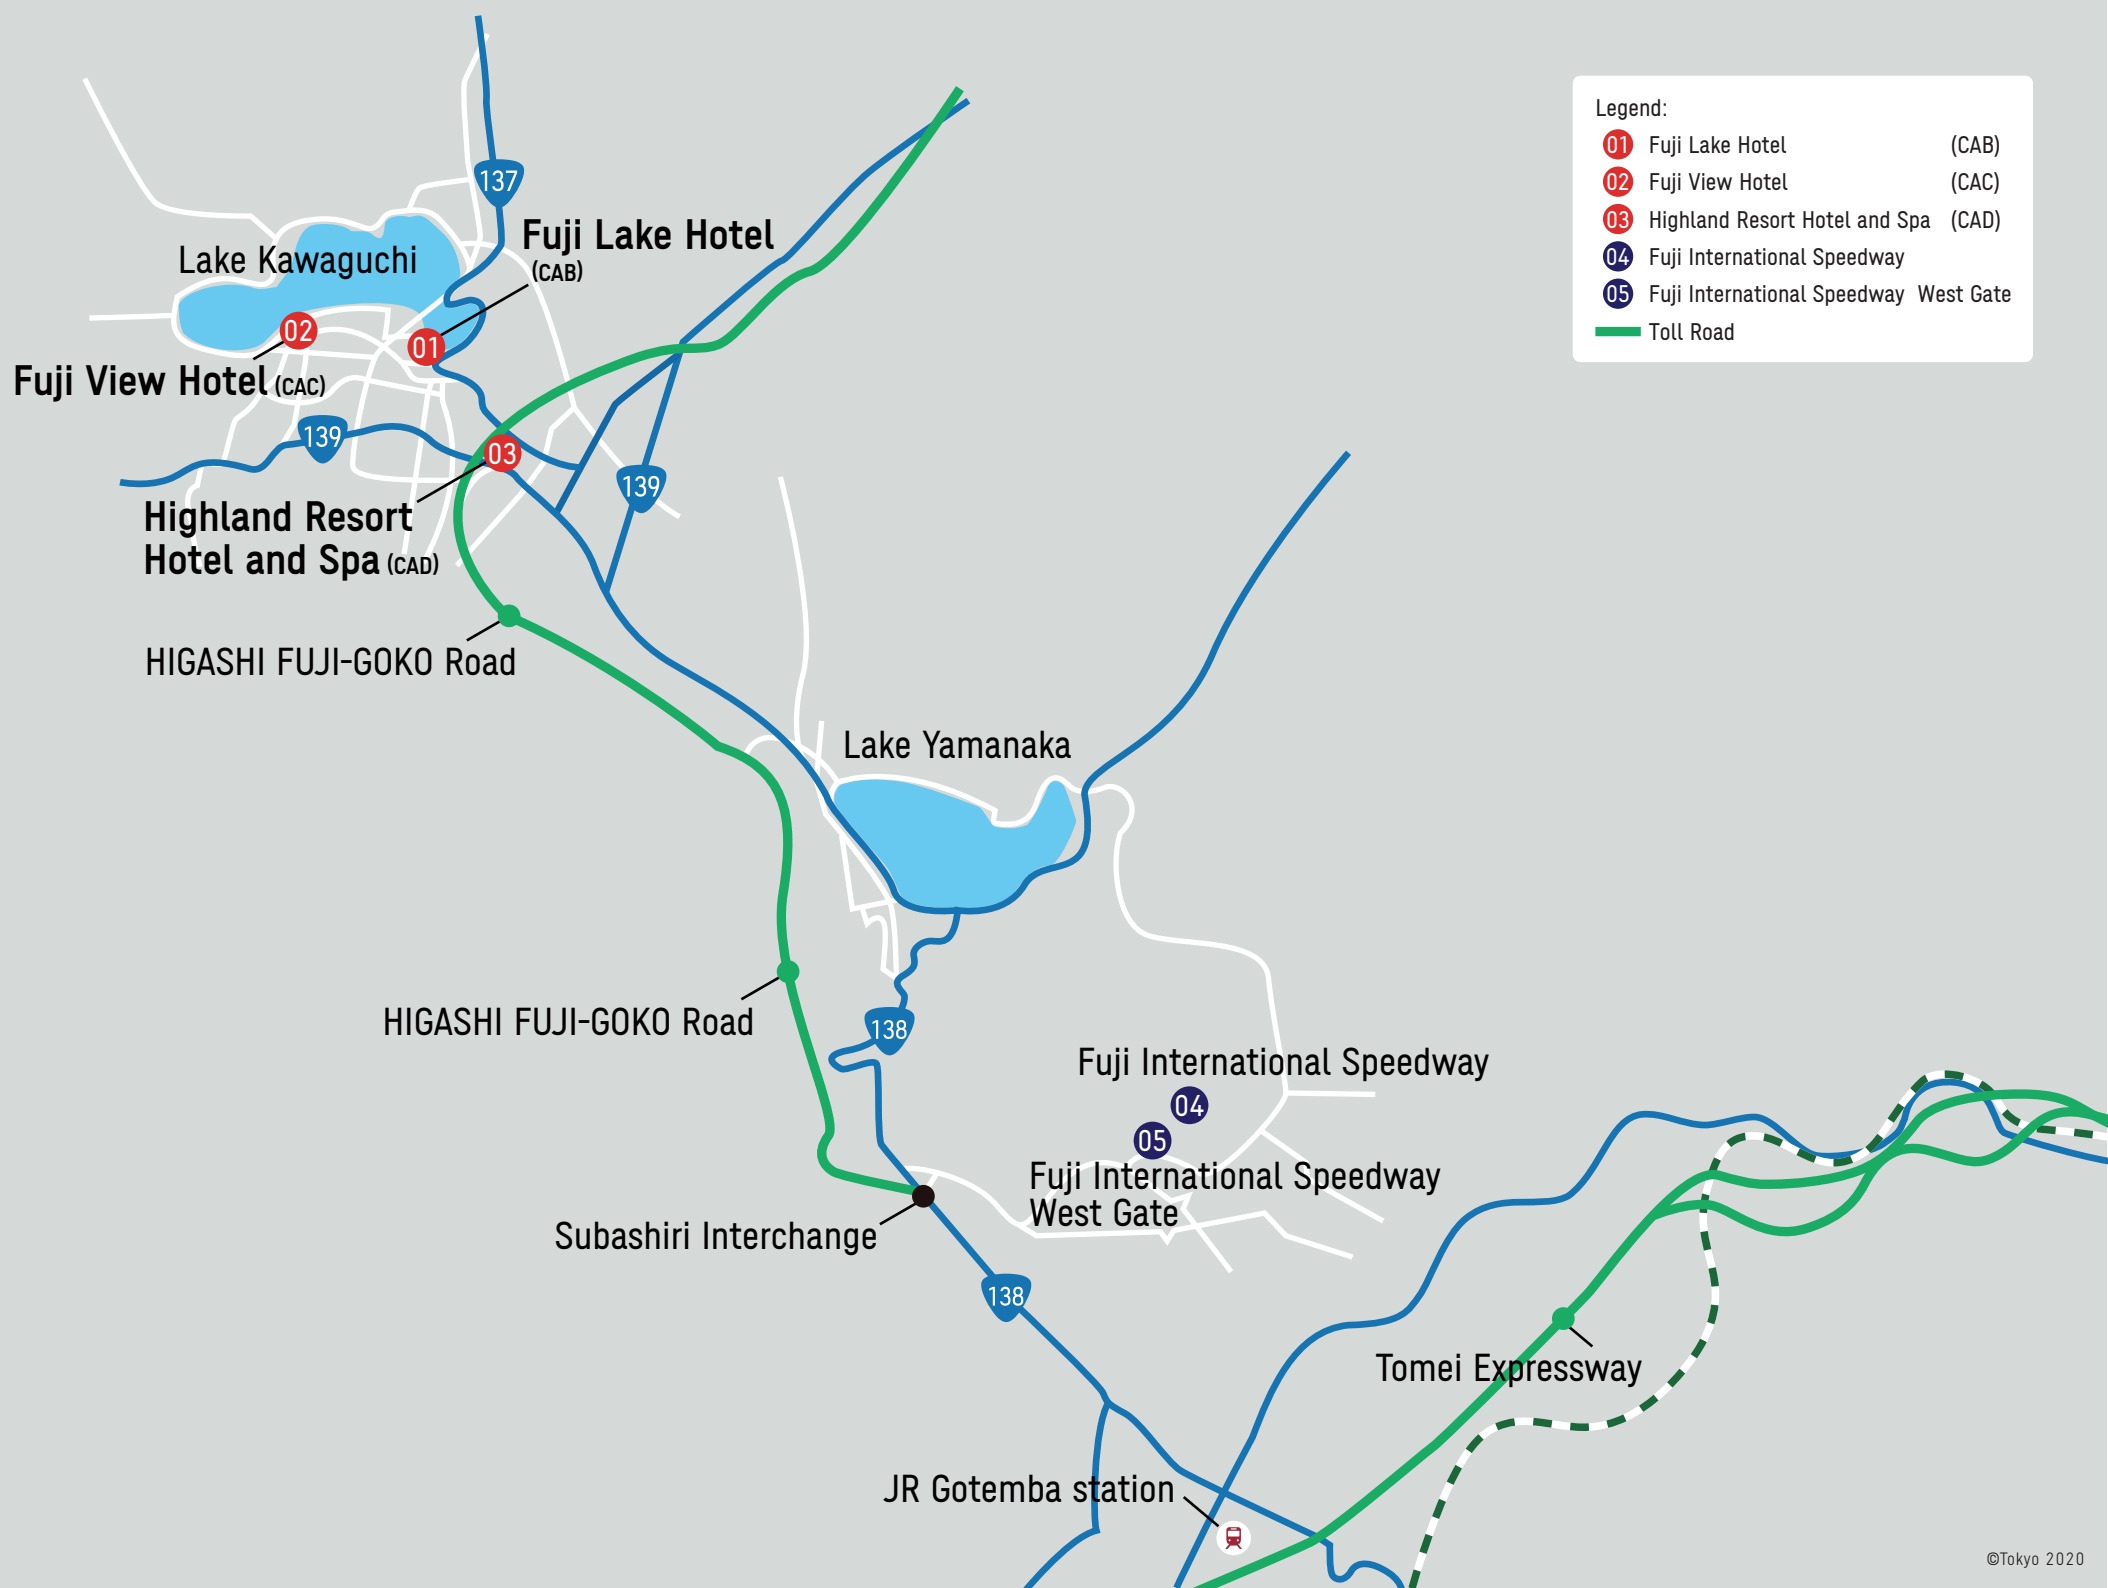 Legend:
01 Fuji Lake Hotel (CAB)
02 Fuji View Hotel (CAC)
03 Highland Resort Hotel and Spa (CAD)
04 Fuji International Speedway
05 Fuji International Speedway West Gate
Toll Road
137
Fuji Lake Hotel
(CAB)
Lake Kawaguchi
02
01
Fuji View Hotel (CAC)
139
03
139
Highland Resort
Hotel and Spa (CAD)
HIGASHI FUJI-GOKO Road
Lake Yamanaka
HIGASHI FUJI-GOKO Road
138
Fuji International Speedway
04
05
Fuji International Speedway
West Gate
Subashiri Interchange
138
Tomei Expressway
JR Gotemba station
©Tokyo 2020